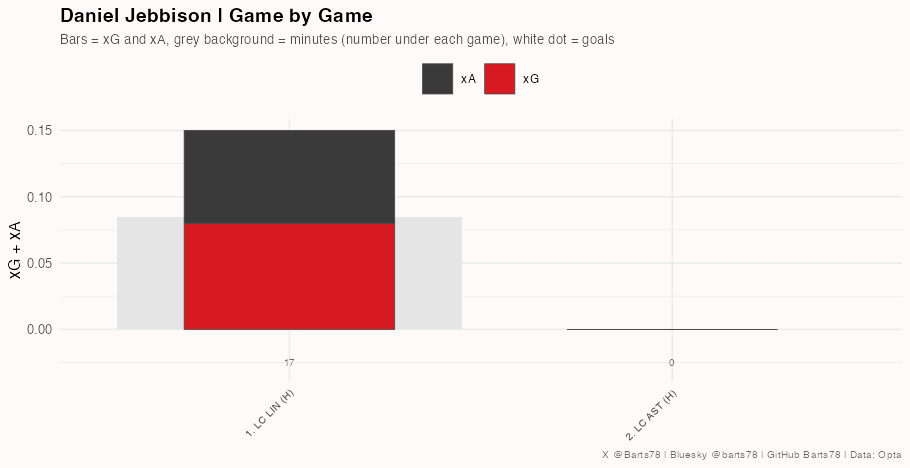 Daniel Jebbison | Game by Game
Bars = xG and xA, grey background = minutes (number under each game), white dot = goals
xA xG
xG + xA
0.15
0.10
0.05
0.00
17 0
1. LC LIN (H) 2. LC AST (H)
X @Barts78 | Bluesky @barts78 | GitHub Barts78 | Data: Opta